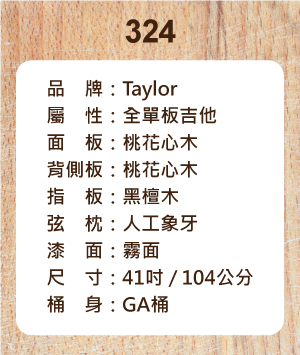 324
品　牌：Taylor
屬　性：全單板吉他
面　板：桃花心木
背側板：桃花心木
指　板：黑檀木
弦　枕：人工象牙
漆　面：霧面
尺　寸：41吋 / 104公分
桶　身：GA桶